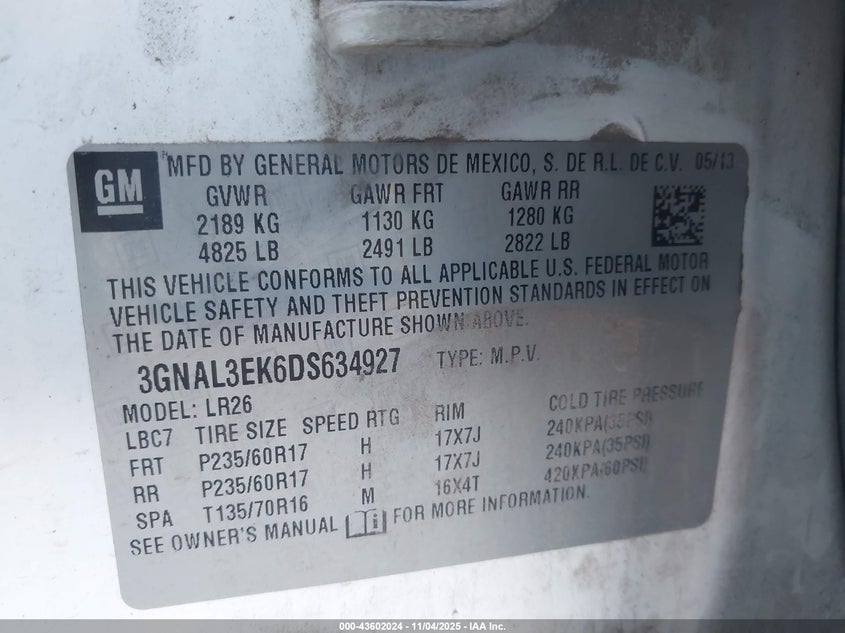 GM
MFD BY GENERAL MOTORS DE MEXICO, S. DE R.L. DE C.V. 05/13
GVWR GAWR FRT GAWR RR
2189 KG 1130 KG 1280 KG
4825 LB 2491 LB 2822 LB
THIS VEHICLE CONFORMS TO ALL APPLICABLE U.S. FEDERAL MOTOR
VEHICLE SAFETY AND THEFT PREVENTION STANDARDS IN EFFECT ON
THE DATE OF MANUFACTURE SHOWN ABOVE.
3GNAL3EK6DS634927 TYPE: M.P.V.
MODEL: LR26
LBC7 TIRE SIZE SPEED RTG RIM COLD TIRE PRESSURE
FRT P235/60R17 H 17X7J 240KPA(35PSI)
RR P235/60R17 H 17X7J 240KPA(35PSI)
SPA T135/70R16 M 16X4T 420KPA(60PSI)
SEE OWNER'S MANUAL i FOR MORE INFORMATION.
000-43602024 - 11/04/2025 - IAA Inc.